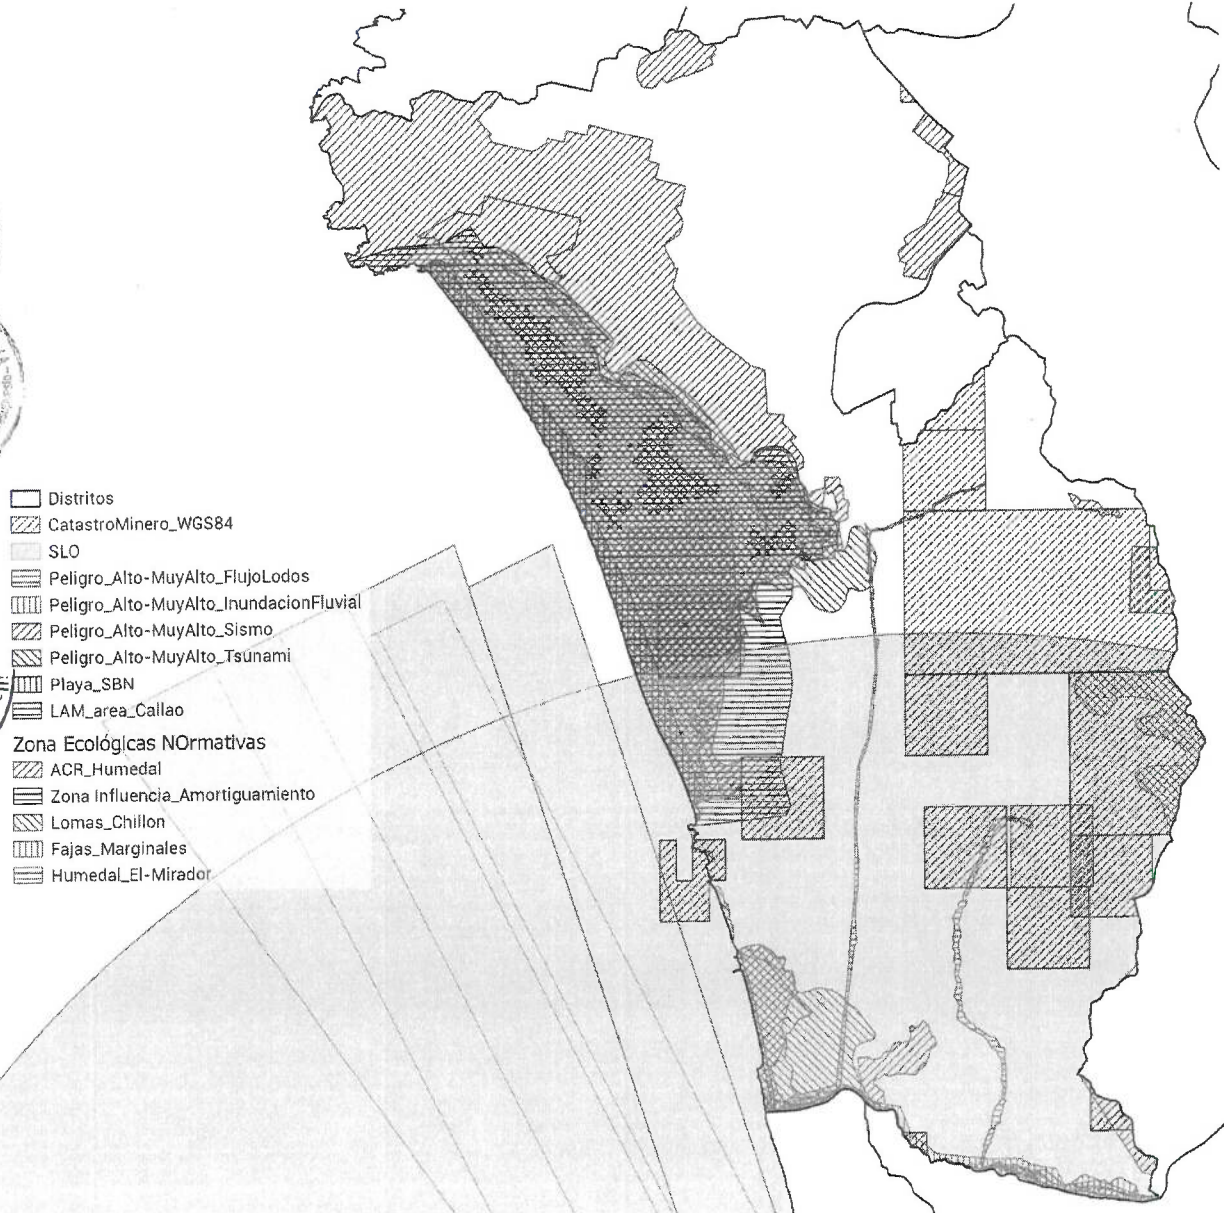 Distritos
CatastroMinero_WGS84
SLO
Peligro_Alto-MuyAlto_FlujoLodos
Peligro_Alto-MuyAlto_InundacionFluvial
Peligro_Alto-MuyAlto_Sismo
Peligro_Alto-MuyAlto_Tsunami
Playa_SBN
LAM_area_Callao
Zona Ecológicas NOrmativas
ACR_Humedal
Zona Influencia_Amortiguamiento
Lomas_Chillon
Fajas_Marginales
Humedal_El-Mirador